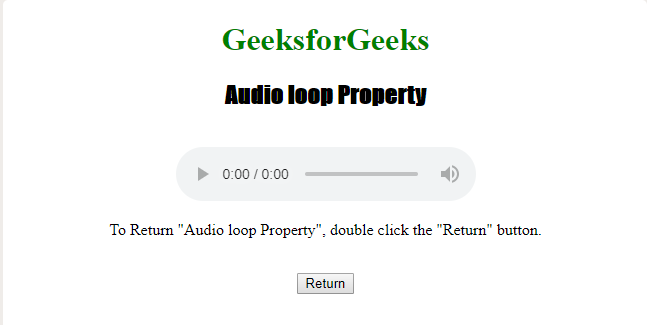 GeeksforGeeks
Audio loop Property
0:00 / 0:00
To Return "Audio loop Property", double click the "Return" button.
Return